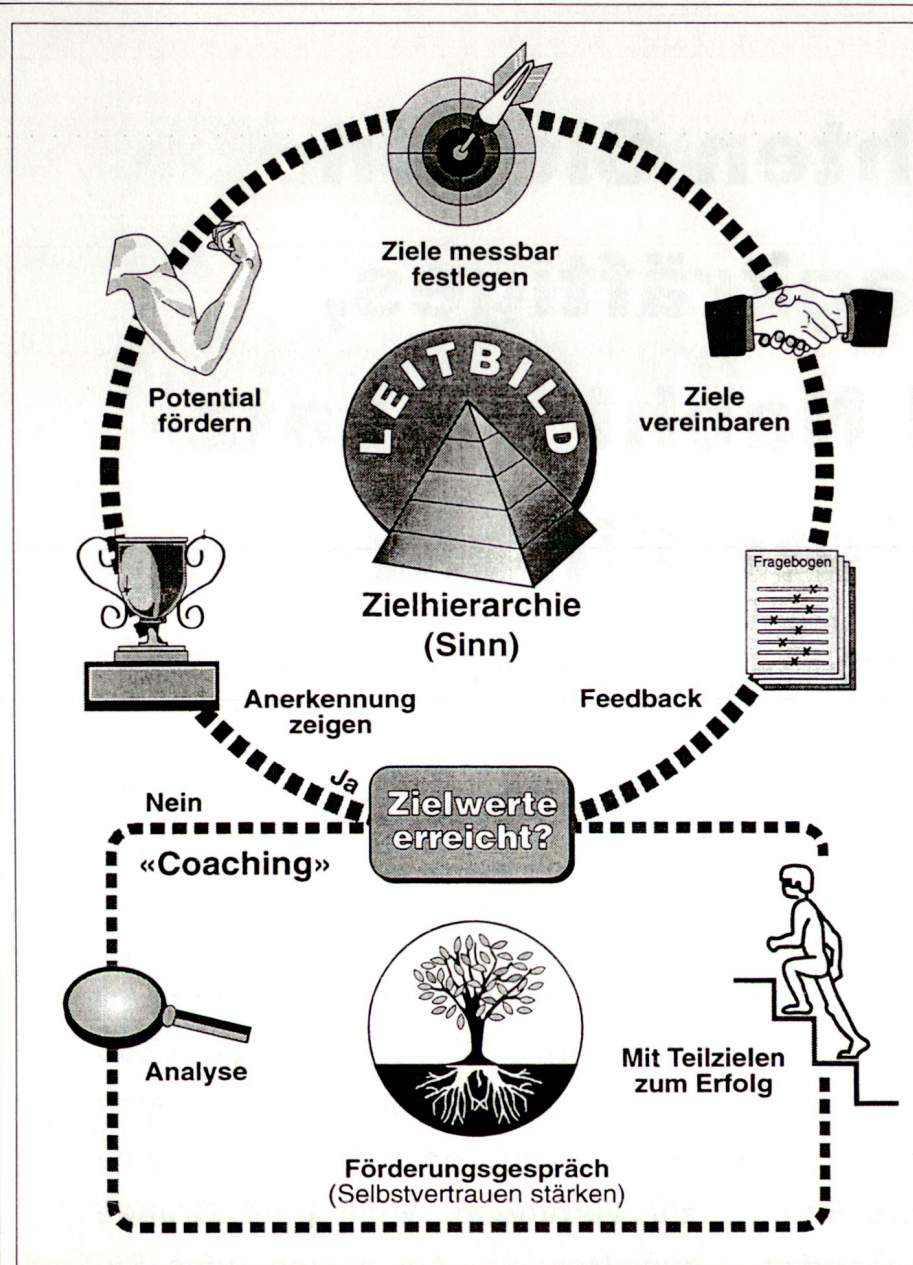 Ziele messbar
festlegen
Potential
fördern
Ziele
vereinbaren
LEITBILD
Fragebogen
Zielhierarchie
(Sinn)
Anerkennung
zeigen
Feedback
Ja
Zielwerte
erreicht?
Nein
«Coaching»
Analyse
Mit Teilzielen
zum Erfolg
Förderungsgespräch
(Selbstvertrauen stärken)